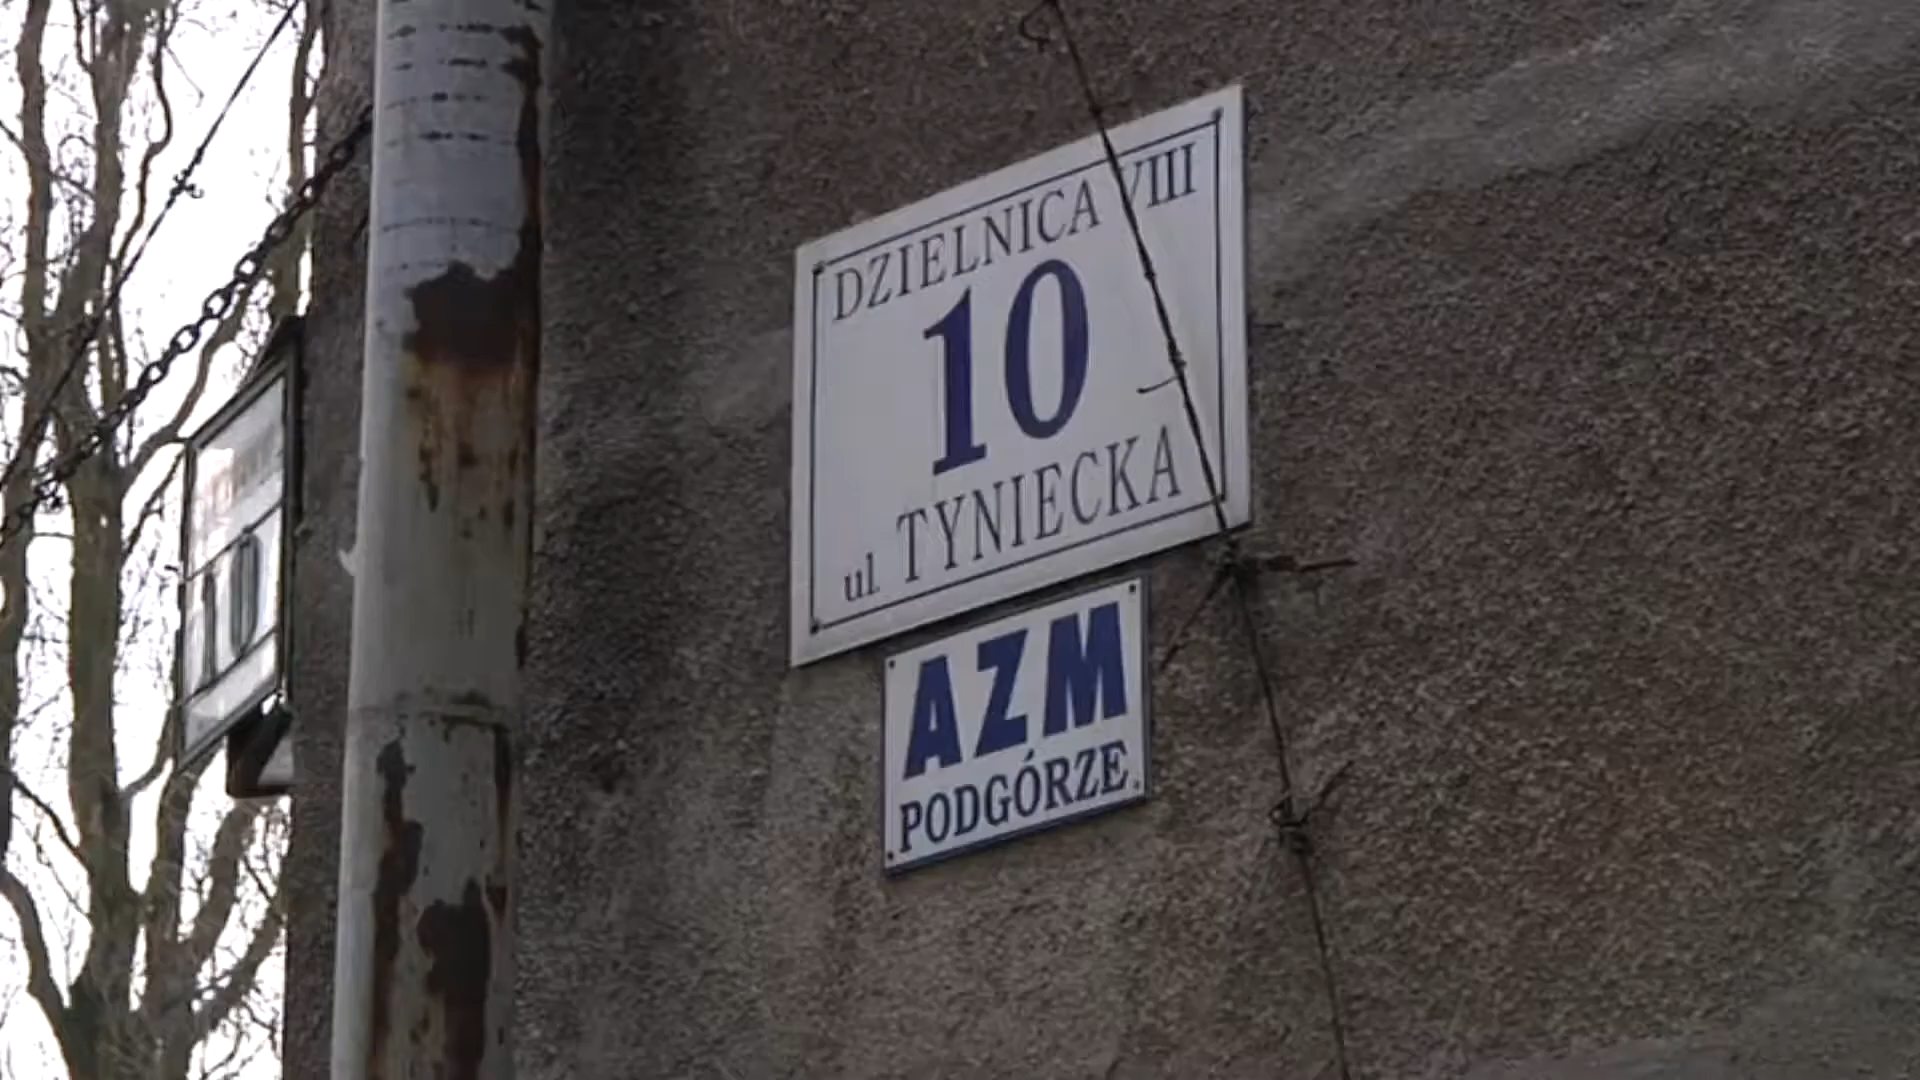 DZIELNICA VIII
10
ul. TYNIECKA
AZM
PODGÓRZE
10